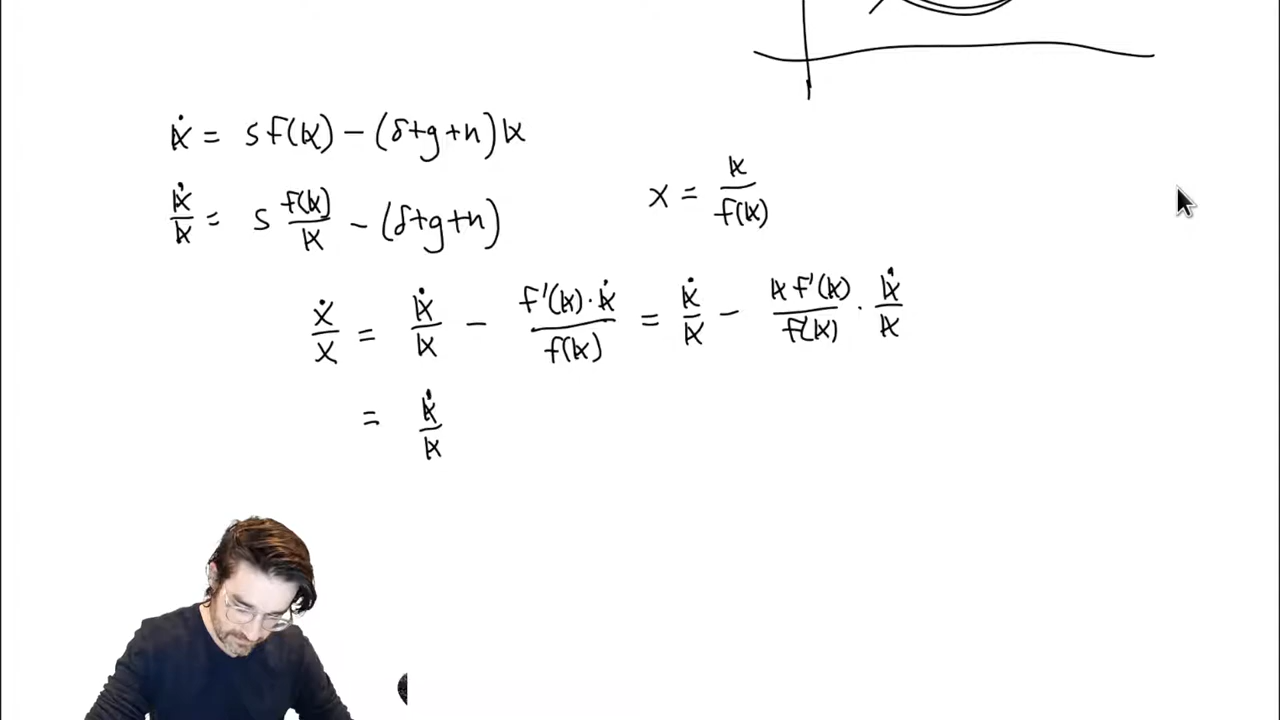 k̇ = s f(k) − (δ+g+n) k
k̇/k = s f(k)/k − (δ+g+n)
x = k/f(k)
ẋ/x = k̇/k − f'(k)·k̇/f(k) = k̇/k − k f'(k)/f(k) · k̇/k
= k̇/k